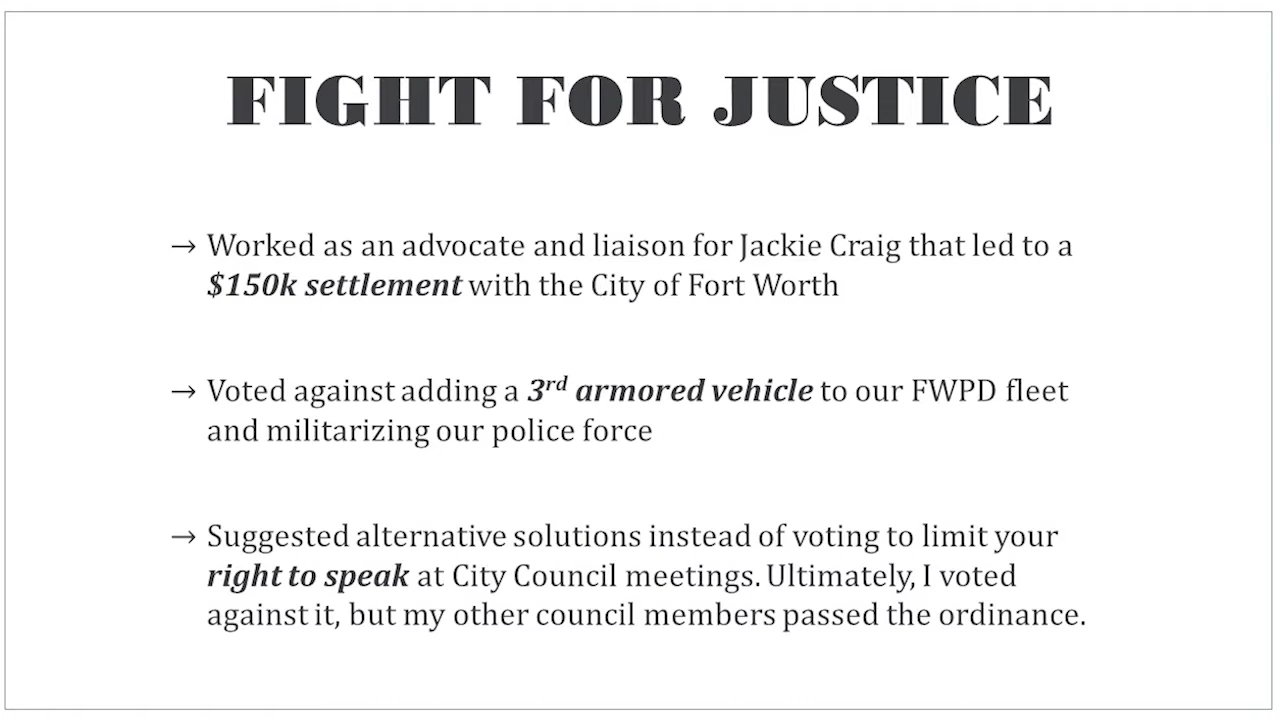 FIGHT FOR JUSTICE
→ Worked as an advocate and liaison for Jackie Craig that led to a
$150k settlement with the City of Fort Worth
→ Voted against adding a 3rd armored vehicle to our FWPD fleet
and militarizing our police force
→ Suggested alternative solutions instead of voting to limit your
right to speak at City Council meetings. Ultimately, I voted
against it, but my other council members passed the ordinance.